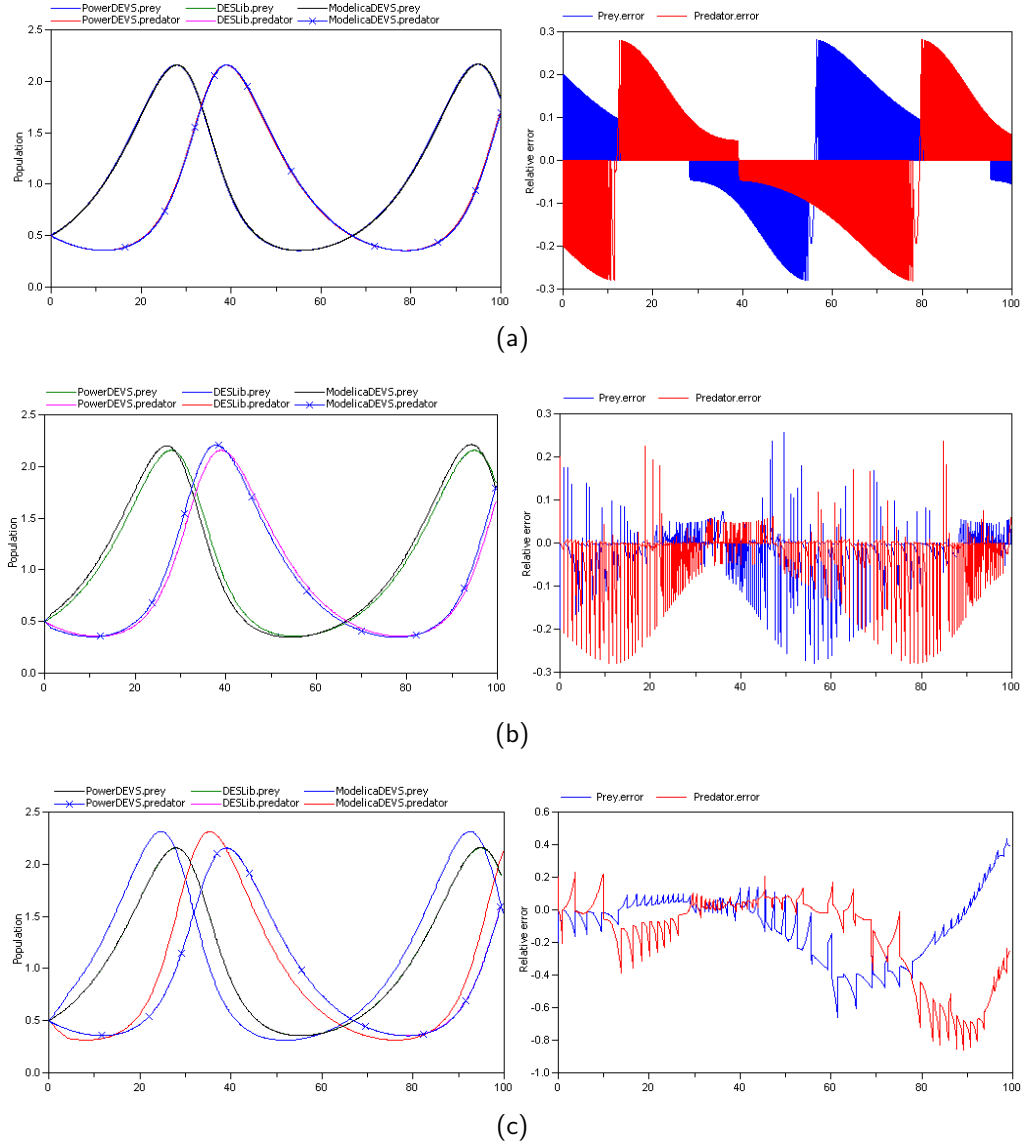 PowerDEVS.prey DESLib.prey ModelicaDEVS.prey
PowerDEVS.predator DESLib.predator ModelicaDEVS.predator
2.5
2.0
1.5
1.0
0.5
0.0
Population
0 20 40 60 80 100
Prey.error Predator.error
0.3
0.2
0.1
0.0
-0.1
-0.2
-0.3
Relative error
0 20 40 60 80 100
(a)
PowerDEVS.prey DESLib.prey ModelicaDEVS.prey
PowerDEVS.predator DESLib.predator ModelicaDEVS.predator
2.5
2.0
1.5
1.0
0.5
0.0
Population
0 20 40 60 80 100
Prey.error Predator.error
0.3
0.2
0.1
0.0
-0.1
-0.2
-0.3
Relative error
0 20 40 60 80 100
(b)
PowerDEVS.prey DESLib.prey ModelicaDEVS.prey
PowerDEVS.predator DESLib.predator ModelicaDEVS.predator
2.5
2.0
1.5
1.0
0.5
0.0
Population
0 20 40 60 80 100
Prey.error Predator.error
0.6
0.4
0.2
0.0
-0.2
-0.4
-0.6
-0.8
-1.0
Relative error
0 20 40 60 80 100
(c)